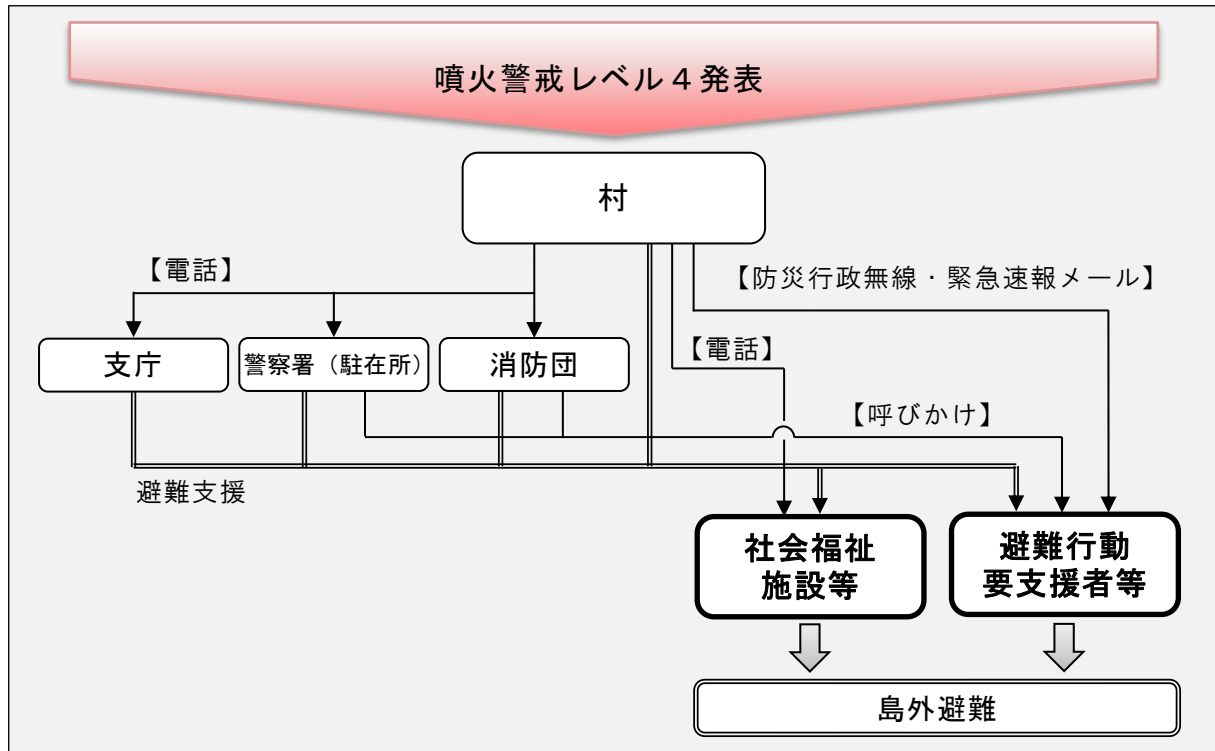 噴火警戒レベル４発表
村
【電話】
【防災行政無線・緊急速報メール】
支庁
警察署（駐在所）
消防団
【電話】
【呼びかけ】
避難支援
社会福祉
施設等
避難行動
要支援者等
島外避難